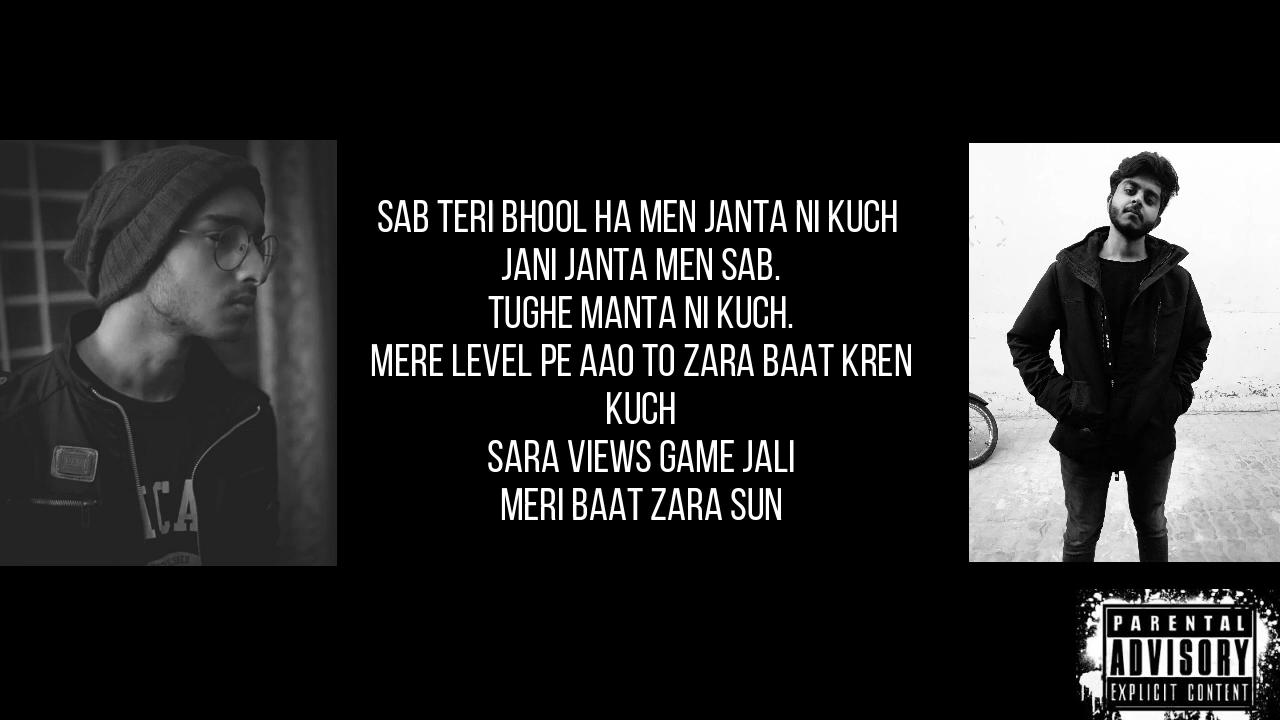 SAB TERI BHOOL HA MEN JANTA NI KUCH
JANI JANTA MEN SAB.
TUGHE MANTA NI KUCH.
MERE LEVEL PE AAO TO ZARA BAAT KREN
KUCH
SARA VIEWS GAME JALI
MERI BAAT ZARA SUN
ICA
PARENTAL
ADVISORY
EXPLICIT CONTENT